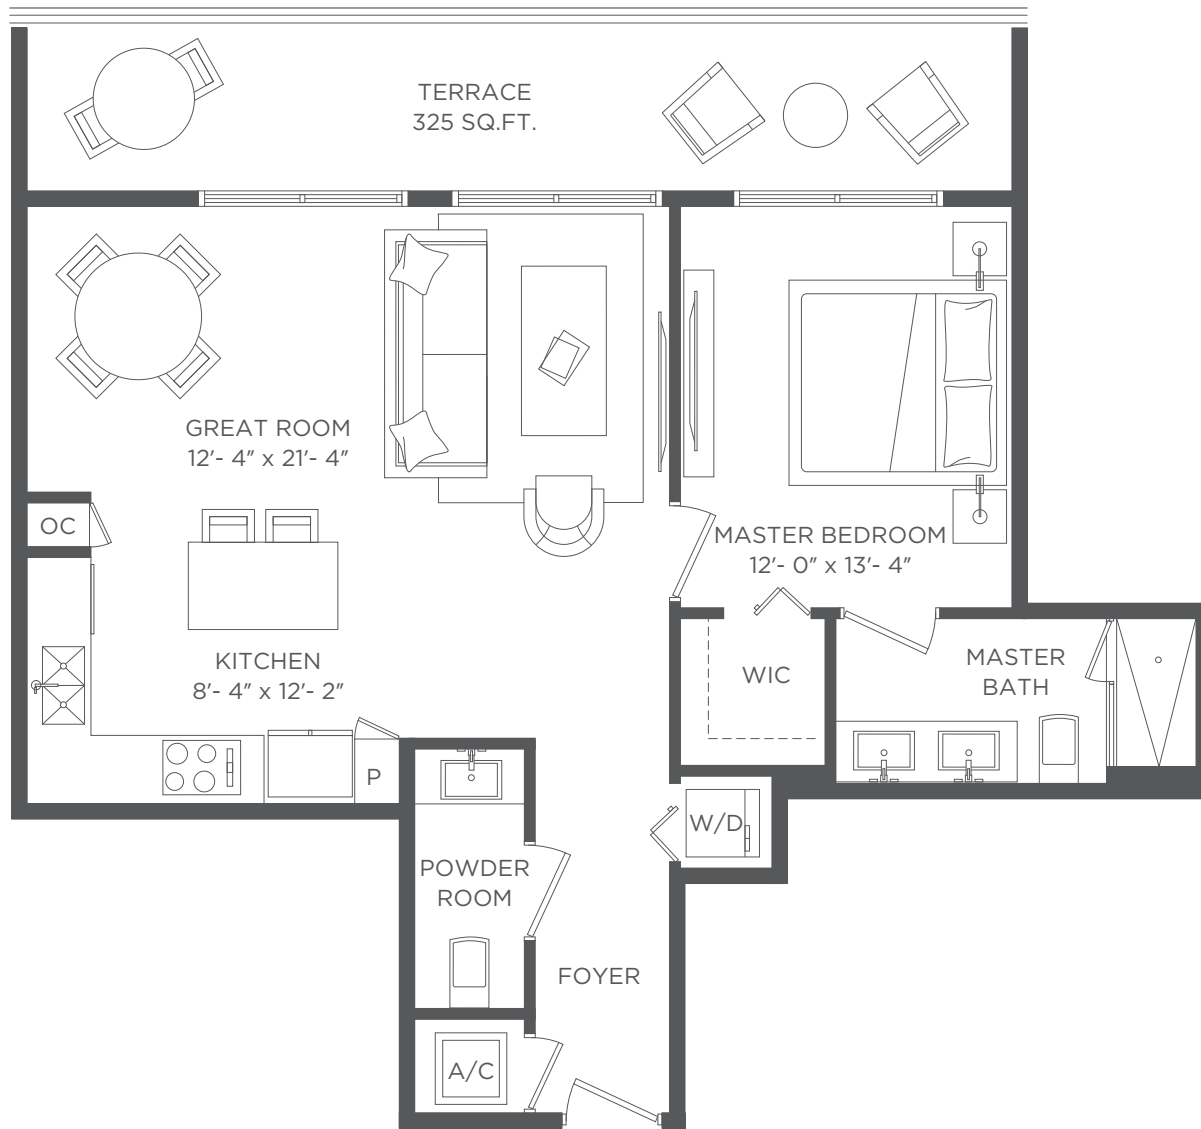 TERRACE
325 SQ.FT.
GREAT ROOM
12'- 4" x 21'- 4"
OC
MASTER BEDROOM
12'- 0" x 13'- 4"
KITCHEN
8'- 4" x 12'- 2"
WIC
MASTER
BATH
P
W/D
POWDER
ROOM
FOYER
A/C